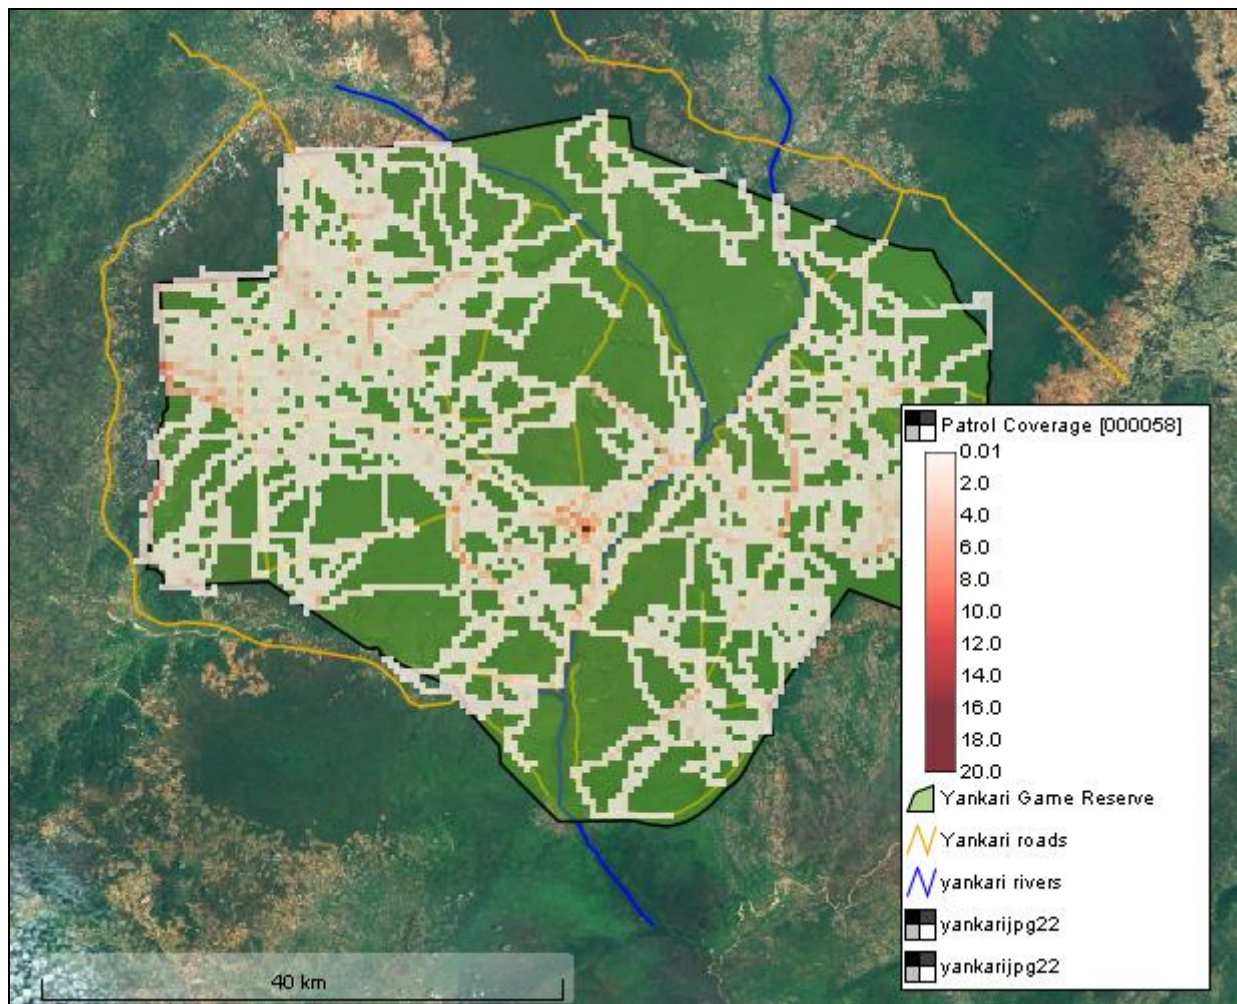 Patrol Coverage [000058]
0.01
2.0
4.0
6.0
8.0
10.0
12.0
14.0
16.0
18.0
20.0
Yankari Game Reserve
Yankari roads
yankari rivers
yankarijpg22
yankarijpg22
40 km